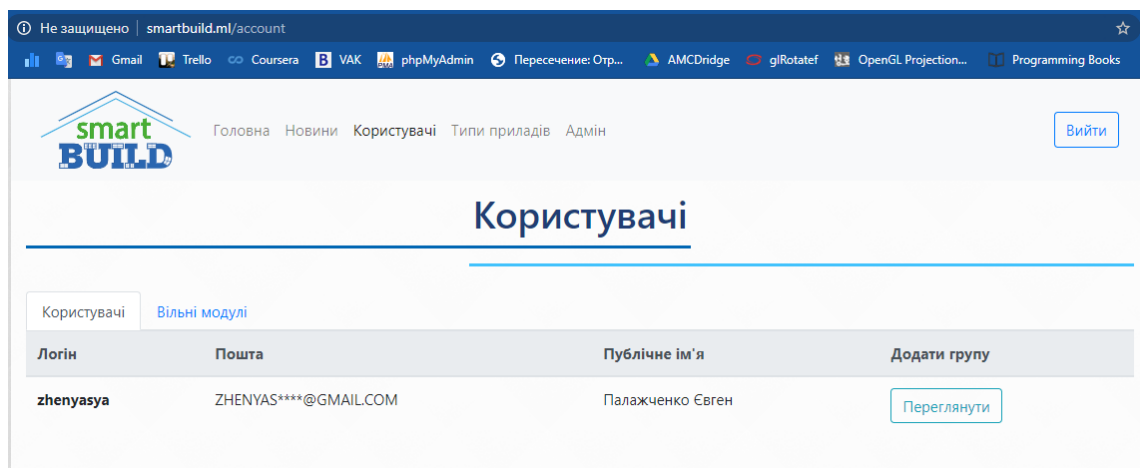 Не защищено | smartbuild.ml/account
Gmail Trello Coursera B VAK PMA phpMyAdmin Пересечение: Отр... AMCDridge glRotatef OpenGL Projection... Programming Books
smart
BUILD
Головна Новини Користувачі Типи приладів Адмін Вийти
Користувачі
Користувачі Вільні модулі
Логін Пошта Публічне ім'я Додати групу
zhenyasya ZHENYAS****@GMAIL.COM Палажченко Євген Переглянути